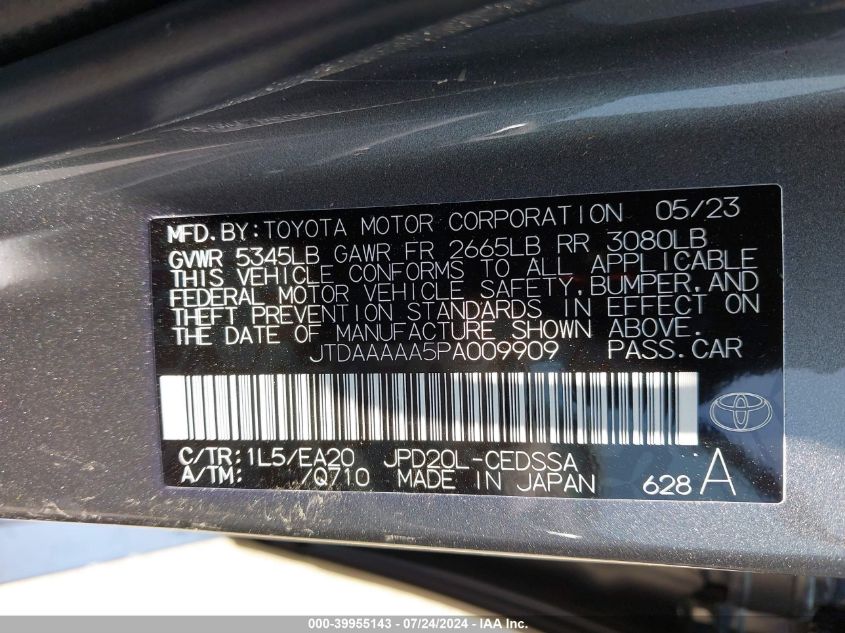 MFD. BY: TOYOTA MOTOR CORPORATION 05/23
GVWR 5345LB GAWR FR 2665LB RR 3080LB
THIS VEHICLE CONFORMS TO ALL APPLICABLE
FEDERAL MOTOR VEHICLE SAFETY, BUMPER, AND
THEFT PREVENTION STANDARDS IN EFFECT ON
THE DATE OF MANUFACTURE SHOWN ABOVE.
JTDAAAAA5PA009909 PASS. CAR
C/TR: 1L5/EA20 JPD20L-CEDSSA
A/TM: /Q710 MADE IN JAPAN 628 A
000-39955143 - 07/24/2024 - IAA Inc.